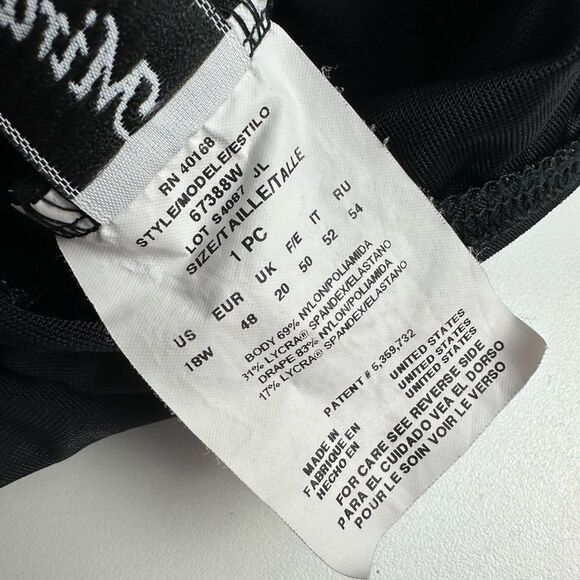 RN 40168
STYLE/MODELE/ESTILO
67388W
LOT S4087 JL
SIZE/TAILLE/TALLE
1 PC
US EUR UK F/E IT RU
18W 48 20 50 52 54
BODY 69% NYLON/POLIAMIDA
31% LYCRA® SPANDEX/ELASTANO
DRAPE 83% NYLON/POLIAMIDA
17% LYCRA® SPANDEX/ELASTANO
PATENT # 5,359,732
MADE IN UNITED STATES
FABRIQUE EN UNITED STATES
HECHO EN UNITED STATES
FOR CARE SEE REVERSE SIDE
PARA EL CUIDADO VEA EL DORSO
POUR LE SOIN VOIR LE VERSO